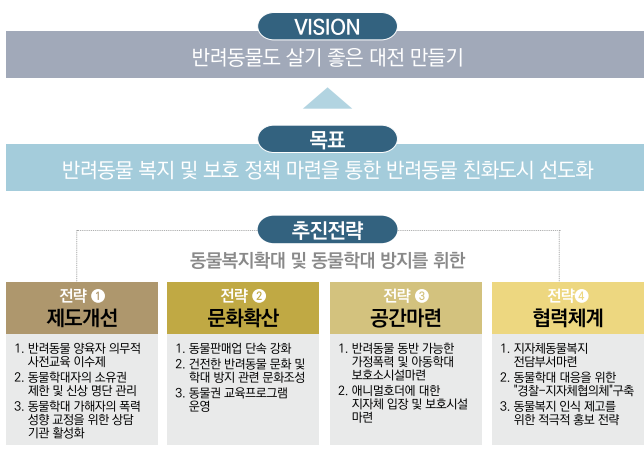 VISION
반려동물도 살기 좋은 대전 만들기
목표
반려동물 복지 및 보호 정책 마련을 통한 반려동물 친화도시 선도화
추진전략
동물복지확대 및 동물학대 방지를 휘한
전략 ❶
제도개선
1. 반려동물 양육자 의무적
사전교육 이수제
2. 동물학대자의 소유권
제한 및 신상 명단 관리
3. 동물학대 가해자의 폭력
성향 교정을 위한 상담
기관 활성화
전략 ❷
문화확산
1. 동물판매업 단속 강화
2. 건전한 반려동물 문화 및
학대 방지 관련 문화조성
3. 동물권 교육프로그램
운영
전략 ❸
공간마련
1. 반려동물 동반 가능한
가정폭력 및 아동학대
보호소시설마련
2. 애니멀호더에 대한
지자체 입장 및 보호시설
마련
전략❹
협력체계
1. 지자체동물복지
전담부서마련
2. 동물학대 대응을 위한
"경찰-지자체협의체"구축
3. 동물복지 인식 제고를
위한 적극적 홍보 전략